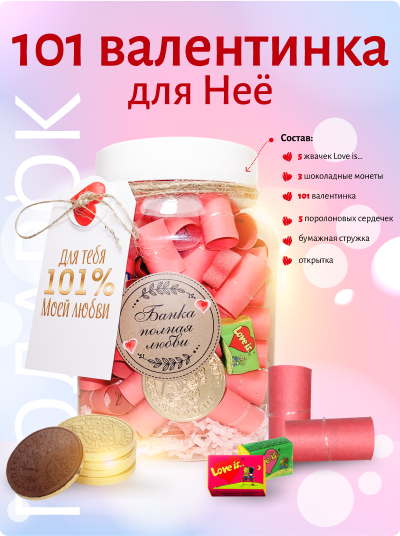 101 валентинка
для Неё
ПОДАРОК
Состав:
5 жвачек Love is...
3 шоколадные монеты
101 валентинка
5 поролоновых сердечек
бумажная стружка
открытка
Для тебя
101%
Моей любви
Банка
полная
любви
Love is...
Love is...